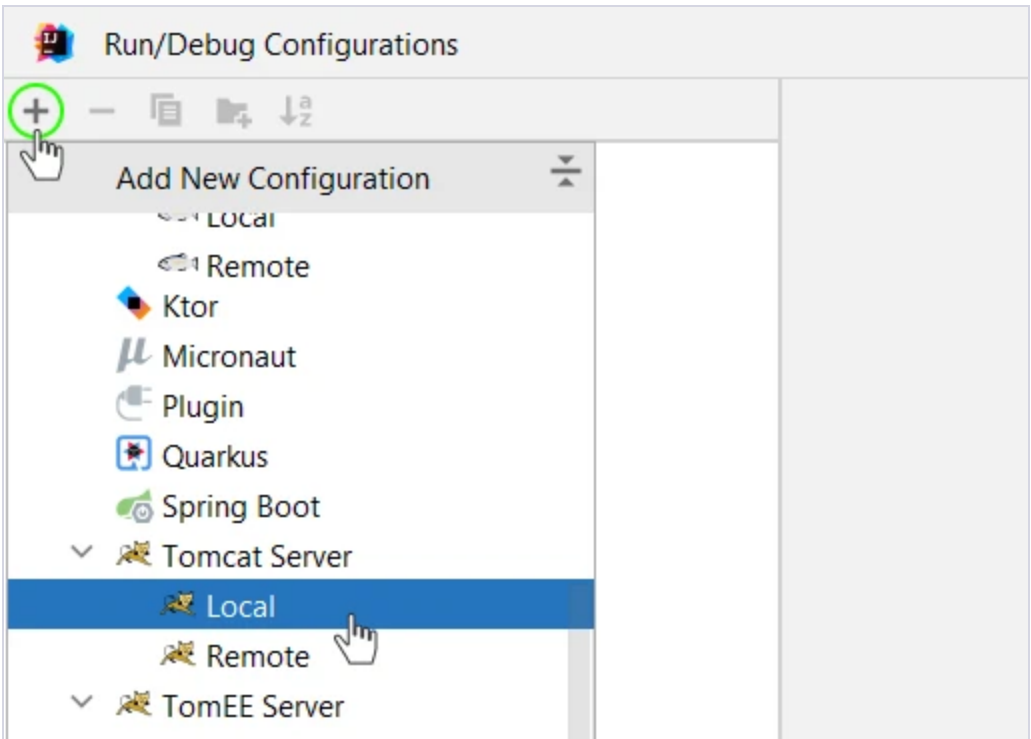 Run/Debug Configurations
Add New Configuration
Local
Remote
Ktor
Micronaut
Plugin
Quarkus
Spring Boot
Tomcat Server
Local
Remote
TomEE Server